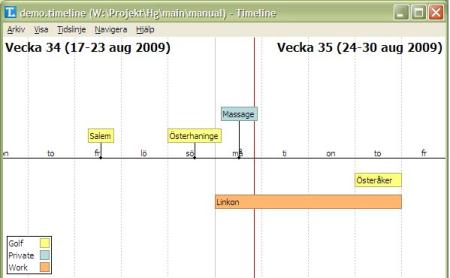 demo.timeline (W:\Projekt\Hg\main\manual) - Timeline
Arkiv Visa Tidslinje Navigera Hjälp
Vecka 34 (17-23 aug 2009) Vecka 35 (24-30 aug 2009)
Massage
Salem Österhaninge
on to fr lö sö må ti on to fr
Österåker
Linkon
Golf
Private
Work